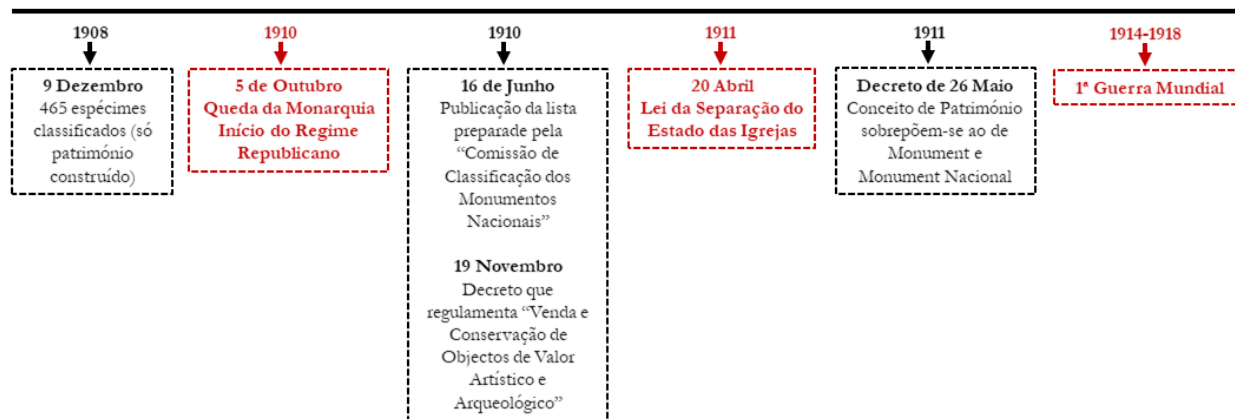 1908
9 Dezembro
465 espécimes
classificados (só
património
construído)
1910
5 de Outubro
Queda da Monarquia
Início do Regime
Republicano
1910
16 de Junho
Publicação da lista
preparade pela
“Comissão de
Classificação dos
Monumentos
Nacionais”
19 Novembro
Decreto que
regulamenta “Venda e
Conservação de
Objectos de Valor
Artístico e
Arqueológico”
1911
20 Abril
Lei da Separação do
Estado das Igrejas
1911
Decreto de 26 Maio
Conceito de Património
sobrepõem-se ao de
Monument e
Monument Nacional
1914-1918
1ª Guerra Mundial